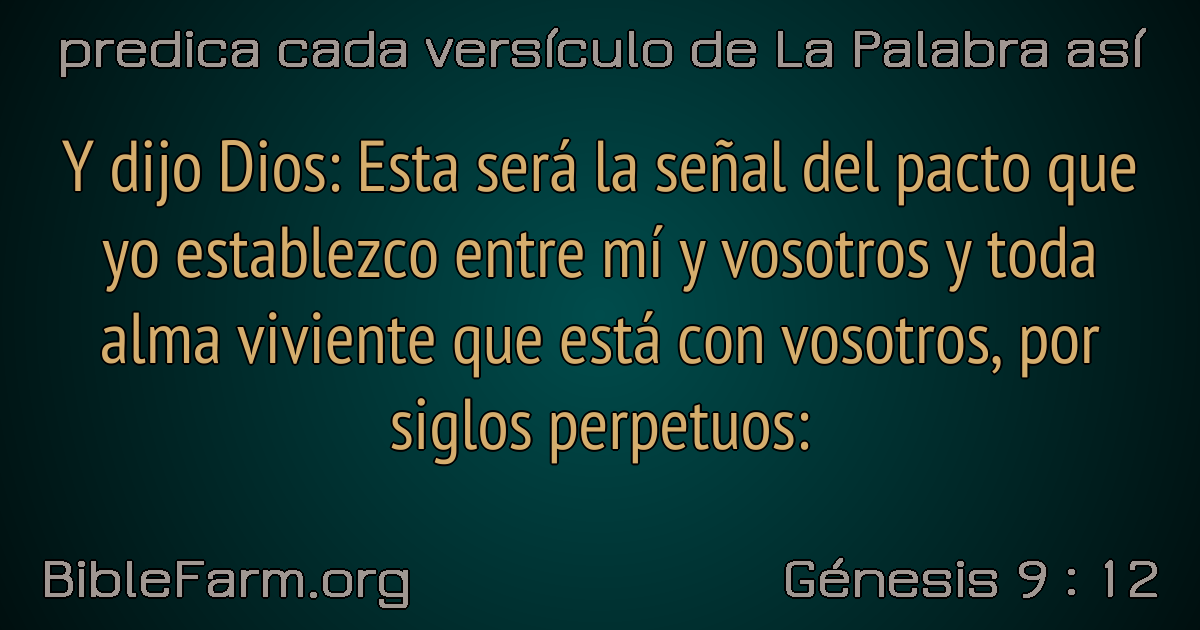 predica cada versículo de La Palabra así
Y dijo Dios: Esta será la señal del pacto que
yo establezco entre mí y vosotros y toda
alma viviente que está con vosotros, por
siglos perpetuos:
BibleFarm.org
Génesis 9 : 12